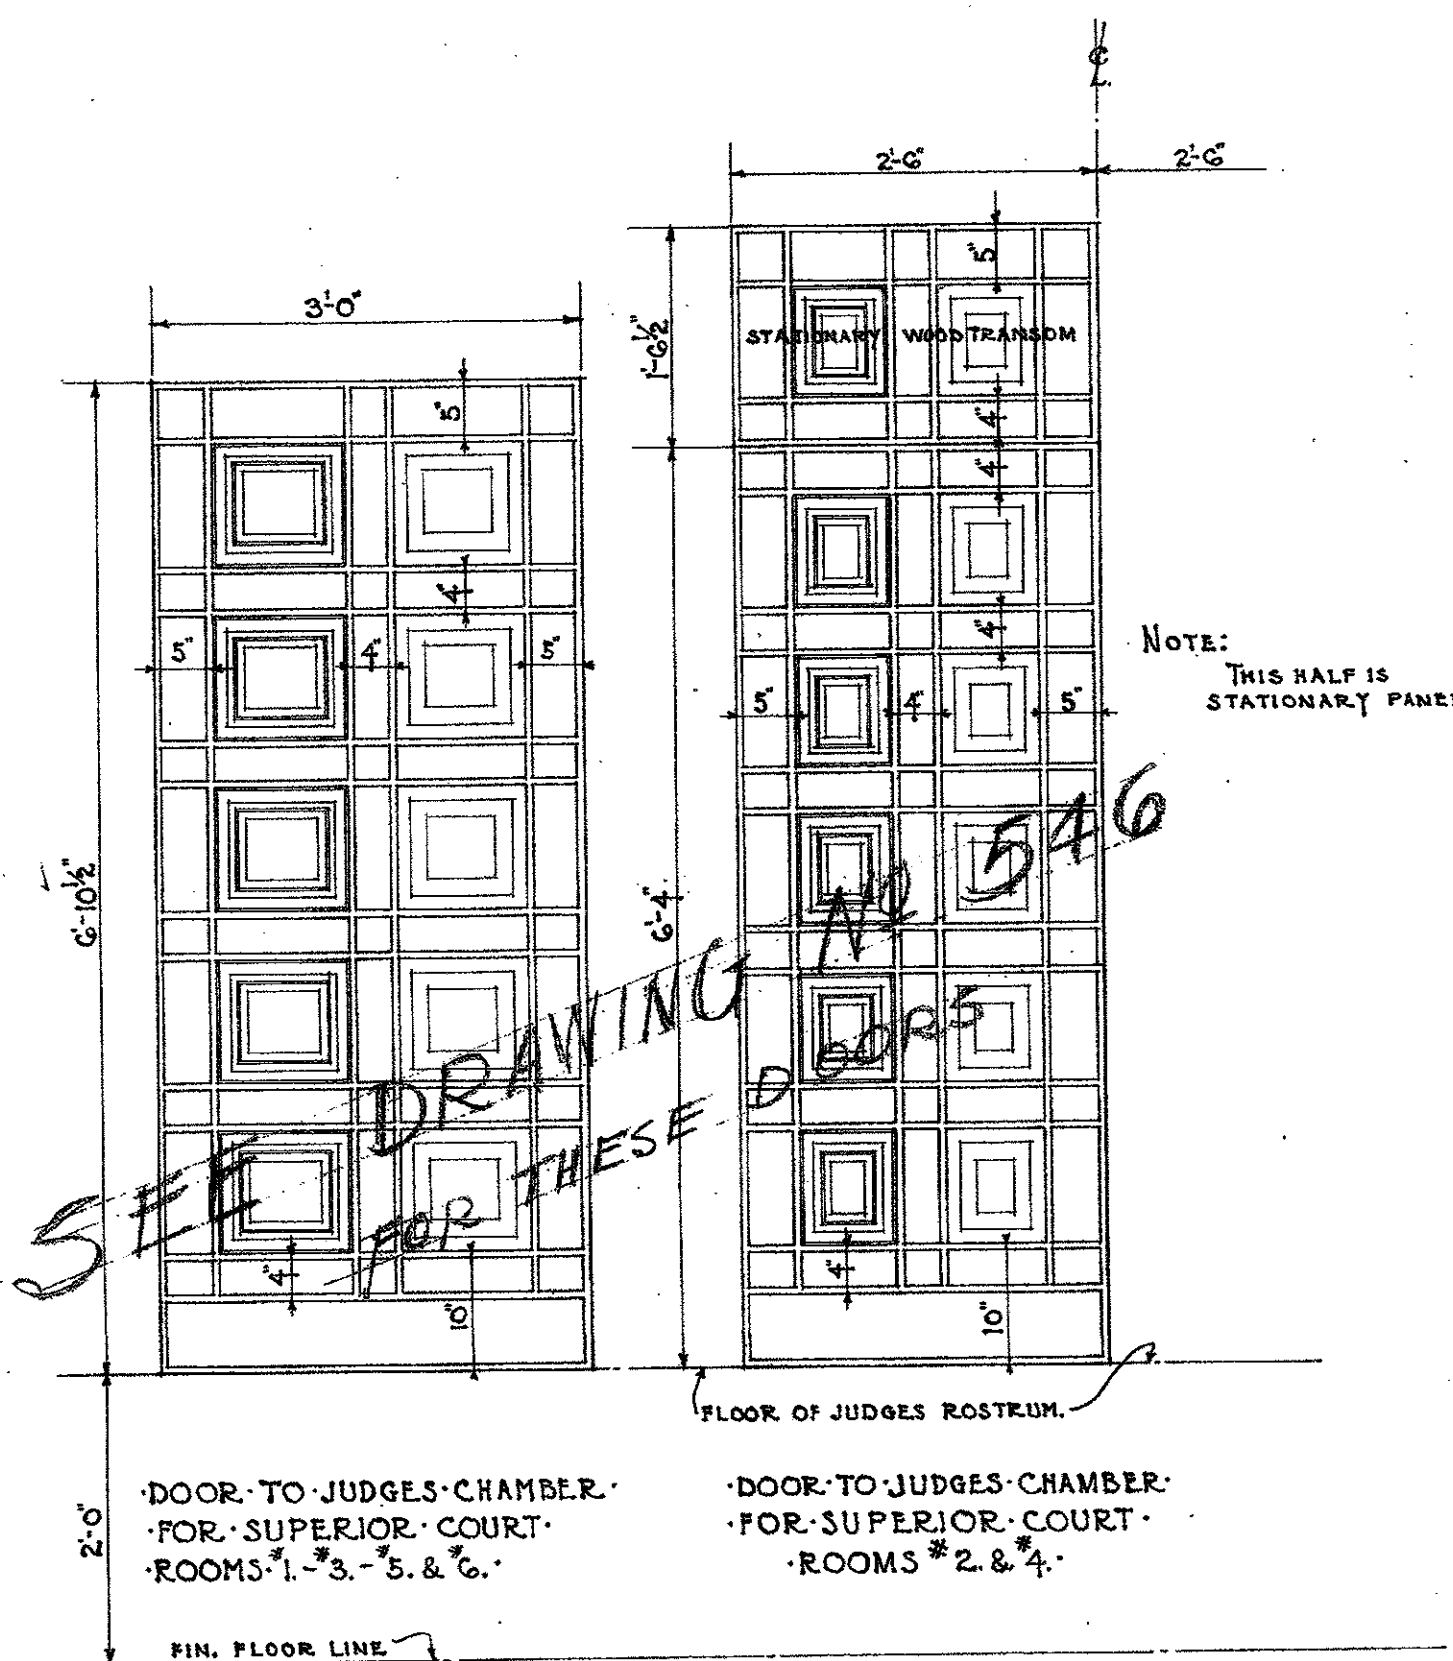 ℄
2'-6" 2'-6"
3'-0"
5"
1'-6½"
STATIONARY WOOD TRANSOM
4"
4"
5"
4"
4"
5" 4" 5"
5" 4" 5"
NOTE:
THIS HALF IS
STATIONARY PANE
6'-10½"
6'-4"
SEE DRAWING No 546
FOR THESE DOORS
4"
10"
4"
10"
FLOOR OF JUDGES ROSTRUM.
2'-0"
·DOOR·TO·JUDGES·CHAMBER·
·FOR·SUPERIOR·COURT·
·ROOMS·#1.-#3.-#5.&#6.·
·DOOR·TO·JUDGES·CHAMBER·
·FOR·SUPERIOR·COURT·
·ROOMS #2.&#4.·
FIN. FLOOR LINE